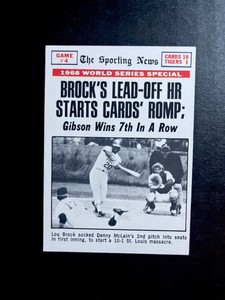 GAME
#4
The Sporting News
CARDS 10
TIGERS 1
1968 WORLD SERIES SPECIAL
BROCK'S LEAD-OFF HR
STARTS CARDS' ROMP;
Gibson Wins 7th In A Row
Lou Brock socked Denny McLain's 2nd pitch into seats
in first inning, to start a 10-1 St. Louis massacre.